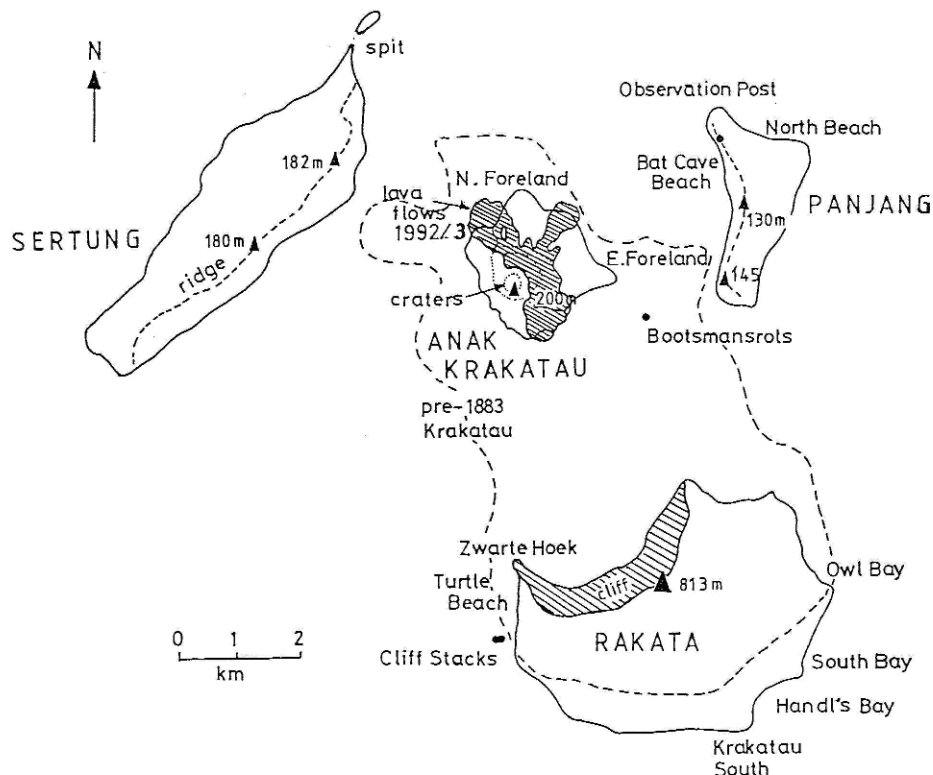 N
spit
Observation Post
North Beach
182m
Bat Cave
Beach
N. Foreland
lava
flows
1992/3
PANJANG
130m
SERTUNG
180m
ridge
E.Foreland
145
craters
200m
Bootsmansrots
ANAK
KRAKATAU
pre-1883
Krakatau
Zwarte Hoek
Owl Bay
Turtle
Beach
cliff
813m
0 1 2
km
Cliff Stacks
RAKATA
South Bay
Handl's Bay
Krakatau
South